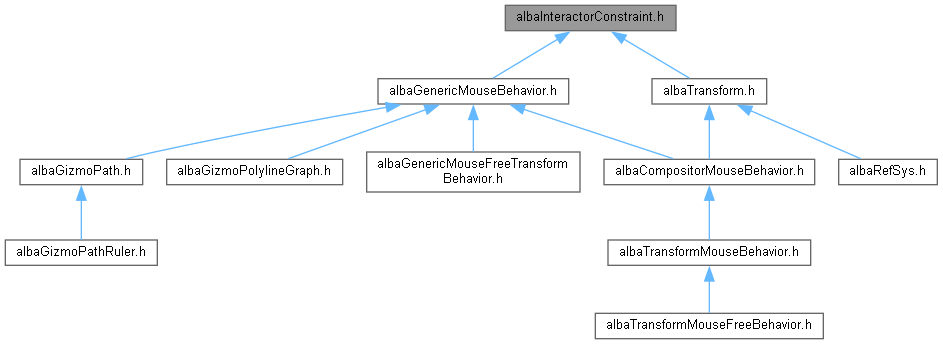 albaInteractorConstraint.h
albaGenericMouseBehavior.h
albaTransform.h
albaGizmoPath.h
albaGizmoPolylineGraph.h
albaGenericMouseFreeTransform
Behavior.h
albaCompositorMouseBehavior.h
albaRefSys.h
albaGizmoPathRuler.h
albaTransformMouseBehavior.h
albaTransformMouseFreeBehavior.h